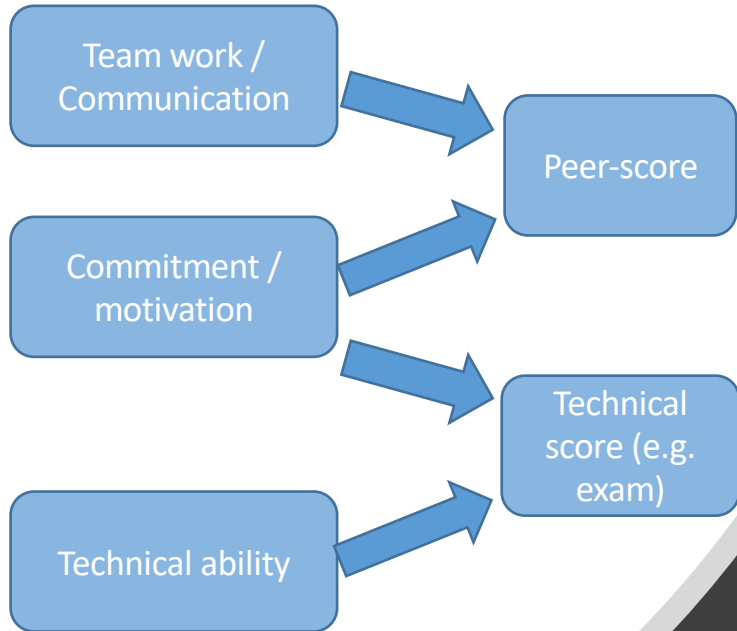 Team work /
Communication
Peer-score
Commitment /
motivation
Technical
score (e.g.
exam)
Technical ability